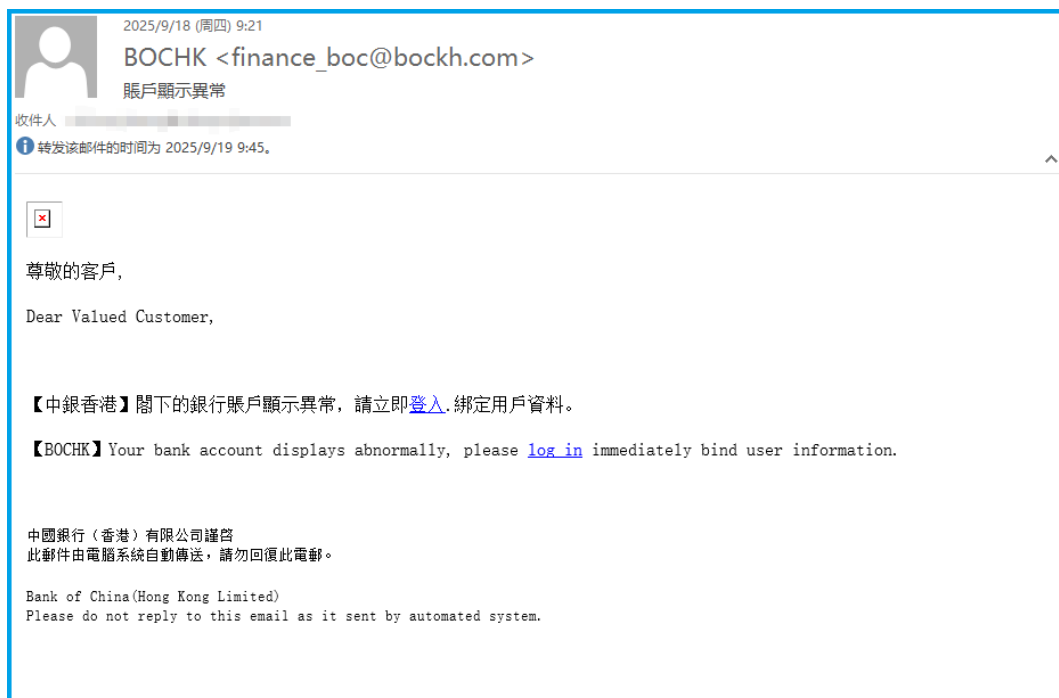 2025/9/18 (周四) 9:21
BOCHK <finance_boc@bockh.com>
賬戶顯示異常
收件人
转发该邮件的时间为 2025/9/19 9:45。
尊敬的客戶,
Dear Valued Customer,
【中銀香港】閣下的銀行賬戶顯示異常, 請立即登入.綁定用戶資料。
【BOCHK】Your bank account displays abnormally, please log in immediately bind user information.
中國銀行（香港）有限公司謹啓
此郵件由電腦系統自動傳送，請勿回復此電郵。
Bank of China(Hong Kong Limited)
Please do not reply to this email as it sent by automated system.